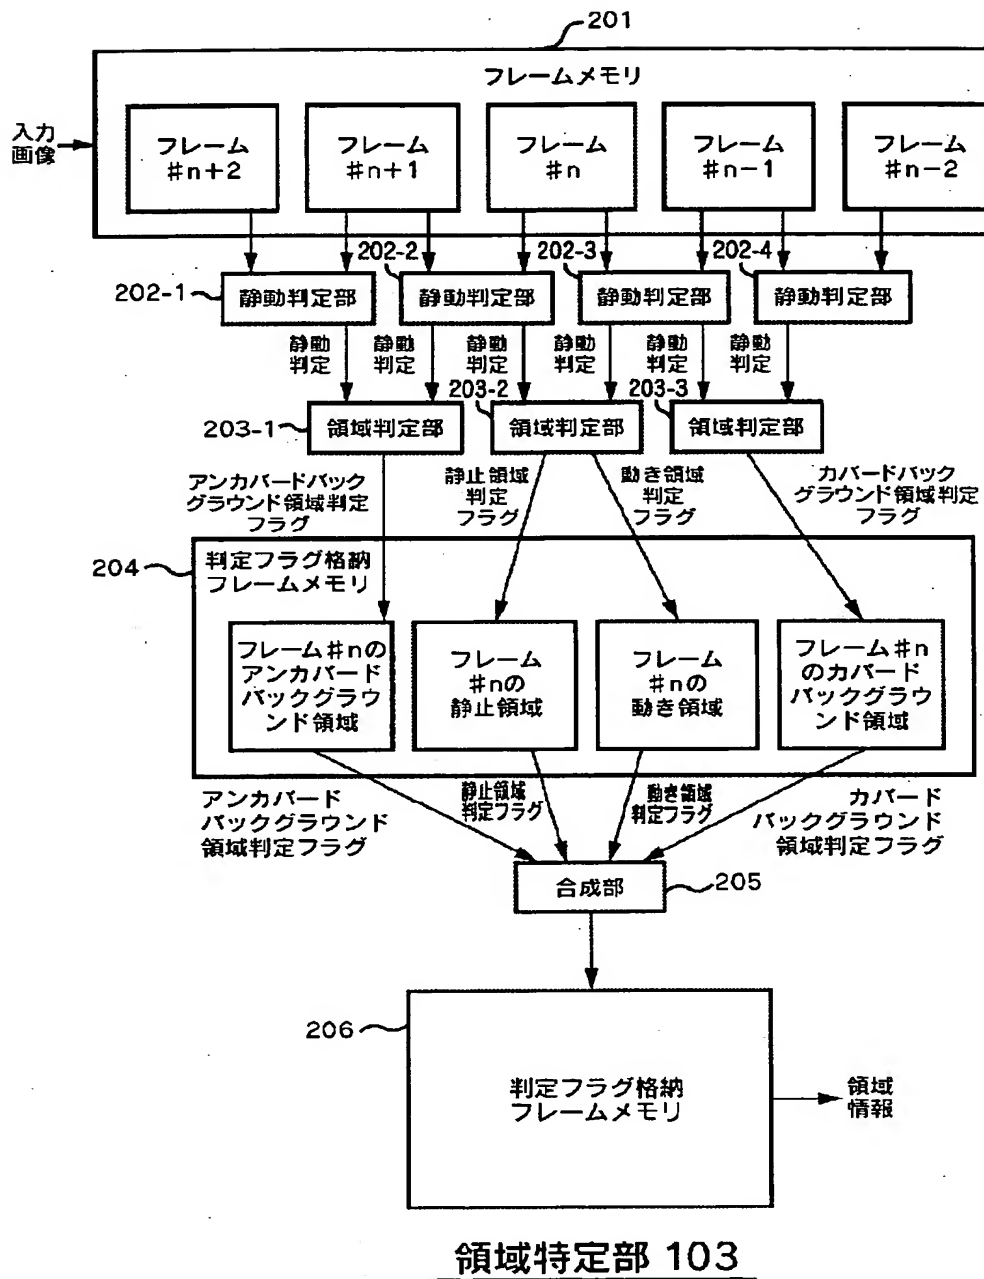 201
フレームメモリ
入力
画像
フレーム
#n+2
フレーム
#n+1
フレーム
#n
フレーム
#n-1
フレーム
#n-2
202-1
静動判定部
202-2
静動判定部
202-3
静動判定部
202-4
静動判定部
静動
判定
静動
判定
静動
判定
静動
判定
静動
判定
静動
判定
203-1
領域判定部
203-2
領域判定部
203-3
領域判定部
アンカバードバック
グラウンド領域判定
フラグ
静止領域
判定
フラグ
動き領域
判定
フラグ
カバードバック
グラウンド領域判定
フラグ
204
判定フラグ格納
フレームメモリ
フレーム#nの
アンカバード
バックグラウ
ンド領域
フレーム
#nの
静止領域
フレーム
#nの
動き領域
フレーム#n
のカバード
バックグラウ
ンド領域
アンカバード
バックグラウンド
領域判定フラグ
静止領域
判定フラグ
動き領域
判定フラグ
カバード
バックグラウンド
領域判定フラグ
合成部
205
206
判定フラグ格納
フレームメモリ
領域
情報
領域特定部 103